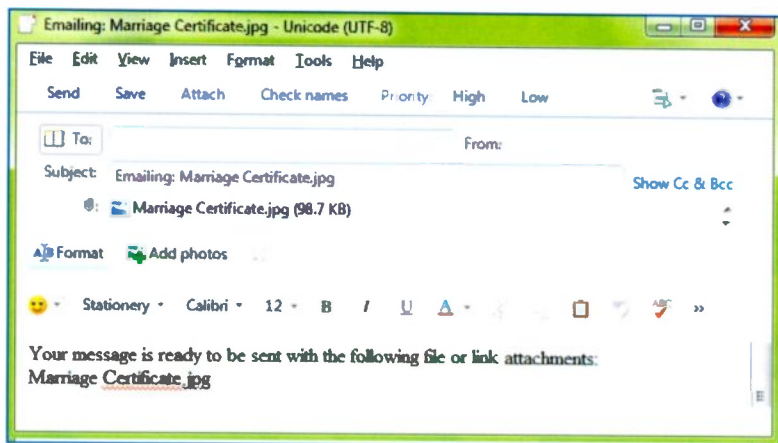 Emailing: Marriage Certificate.jpg - Unicode (UTF-8)
File Edit View Insert Format Tools Help
Send Save Attach Check names Priority: High Low
To: From:
Subject: Emailing: Marriage Certificate.jpg Show Cc & Bcc
Marriage Certificate.jpg (98.7 KB)
Format Add photos
Stationery Calibri 12 B I U A ABC »
Your message is ready to be sent with the following file or link attachments:
Marriage Certificate.jpg